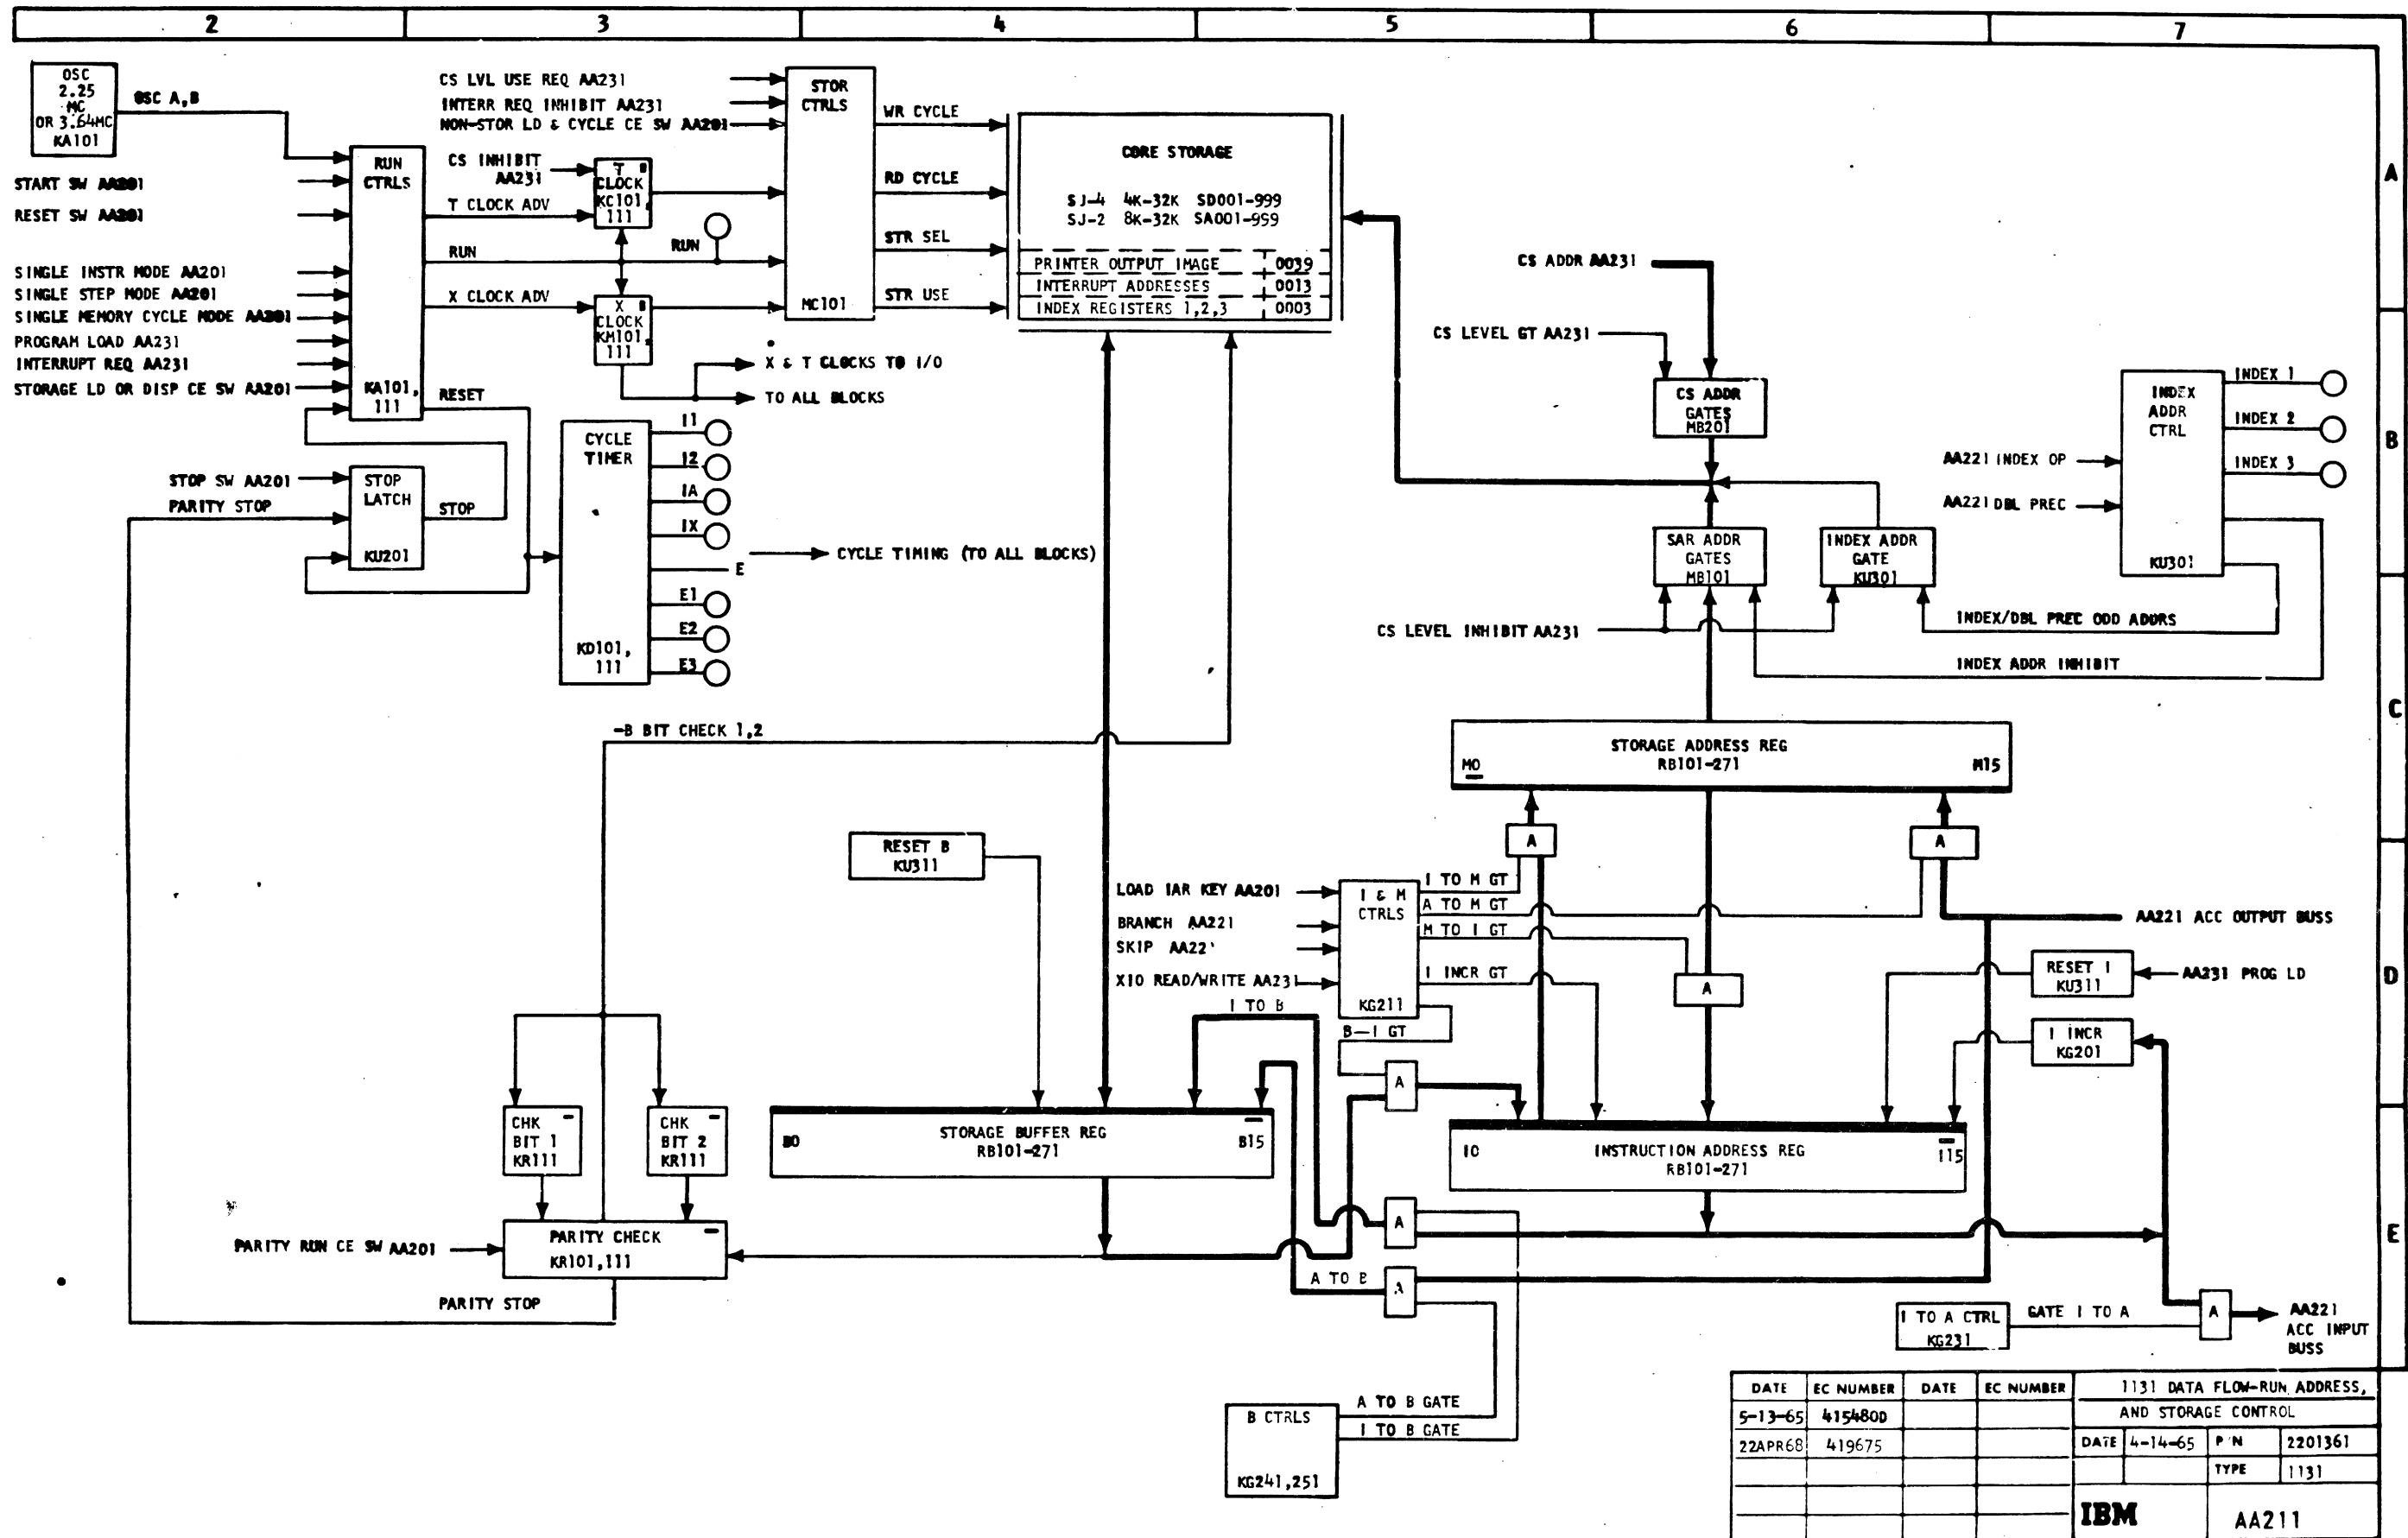 2 3 4 5 6 7
A
B
C
D
E
OSC
2.25
MC
OR 3.64MC
KA101
OSC A,B
START SW AA201
RESET SW AA201
SINGLE INSTR MODE AA201
SINGLE STEP MODE AA201
SINGLE MEMORY CYCLE MODE AA201
PROGRAM LOAD AA231
INTERRUPT REQ AA231
STORAGE LD OR DISP CE SW AA201
RUN
CTRLS
KA101,
111
T CLOCK ADV
RUN
X CLOCK ADV
RESET
STOP SW AA201
PARITY STOP
STOP
LATCH
KU201
STOP
CS LVL USE REQ AA231
INTERR REQ INHIBIT AA231
NON-STOR LD & CYCLE CE SW AA201
CS INHIBIT
AA231
T
CLOCK
KC101,
111
RUN
X
CLOCK
KM101,
111
X & T CLOCKS TO I/O
TO ALL BLOCKS
STOR
CTRLS
MC101
WR CYCLE
RD CYCLE
STR SEL
STR USE
CORE STORAGE
SJ-4 4K-32K SD001-999
SJ-2 8K-32K SA001-999
PRINTER OUTPUT IMAGE 0039
INTERRUPT ADDRESSES 0013
INDEX REGISTERS 1,2,3 0003
CYCLE
TIMER
KD101,
111
I1
I2
IA
IX
E
E1
E2
E3
CYCLE TIMING (TO ALL BLOCKS)
CS ADDR AA231
CS LEVEL GT AA231
CS ADDR
GATES
MB201
SAR ADDR
GATES
MB101
INDEX ADDR
GATE
KU301
CS LEVEL INHIBIT AA231
AA221 INDEX OP
AA221 DBL PREC
INDEX
ADDR
CTRL
KU301
INDEX 1
INDEX 2
INDEX 3
INDEX/DBL PREC ODD ADDRS
INDEX ADDR INHIBIT
-B BIT CHECK 1,2
STORAGE ADDRESS REG
RB101-271
M0 M15
A
A
RESET B
KU311
LOAD IAR KEY AA201
BRANCH AA221
SKIP AA22'
XIO READ/WRITE AA231
I & M
CTRLS
KG211
I TO M GT
A TO M GT
M TO I GT
I INCR GT
B-I GT
I TO B
A
A
AA221 ACC OUTPUT BUSS
RESET I
KU311
AA231 PROG LD
I INCR
KG201
CHK
BIT 1
KR111
CHK
BIT 2
KR111
STORAGE BUFFER REG
RB101-271
B0 B15
INSTRUCTION ADDRESS REG
RB101-271
I0 I15
PARITY RUN CE SW AA201
PARITY CHECK
KR101,111
PARITY STOP
A
A TO B
A
I TO A CTRL
KG231
GATE I TO A
A
AA221
ACC INPUT
BUSS
B CTRLS
KG241,251
A TO B GATE
I TO B GATE
DATE EC NUMBER DATE EC NUMBER
5-13-65 415480D
22APR68 419675
1131 DATA FLOW-RUN, ADDRESS,
AND STORAGE CONTROL
DATE 4-14-65 P/N 2201361
TYPE 1131
IBM AA211